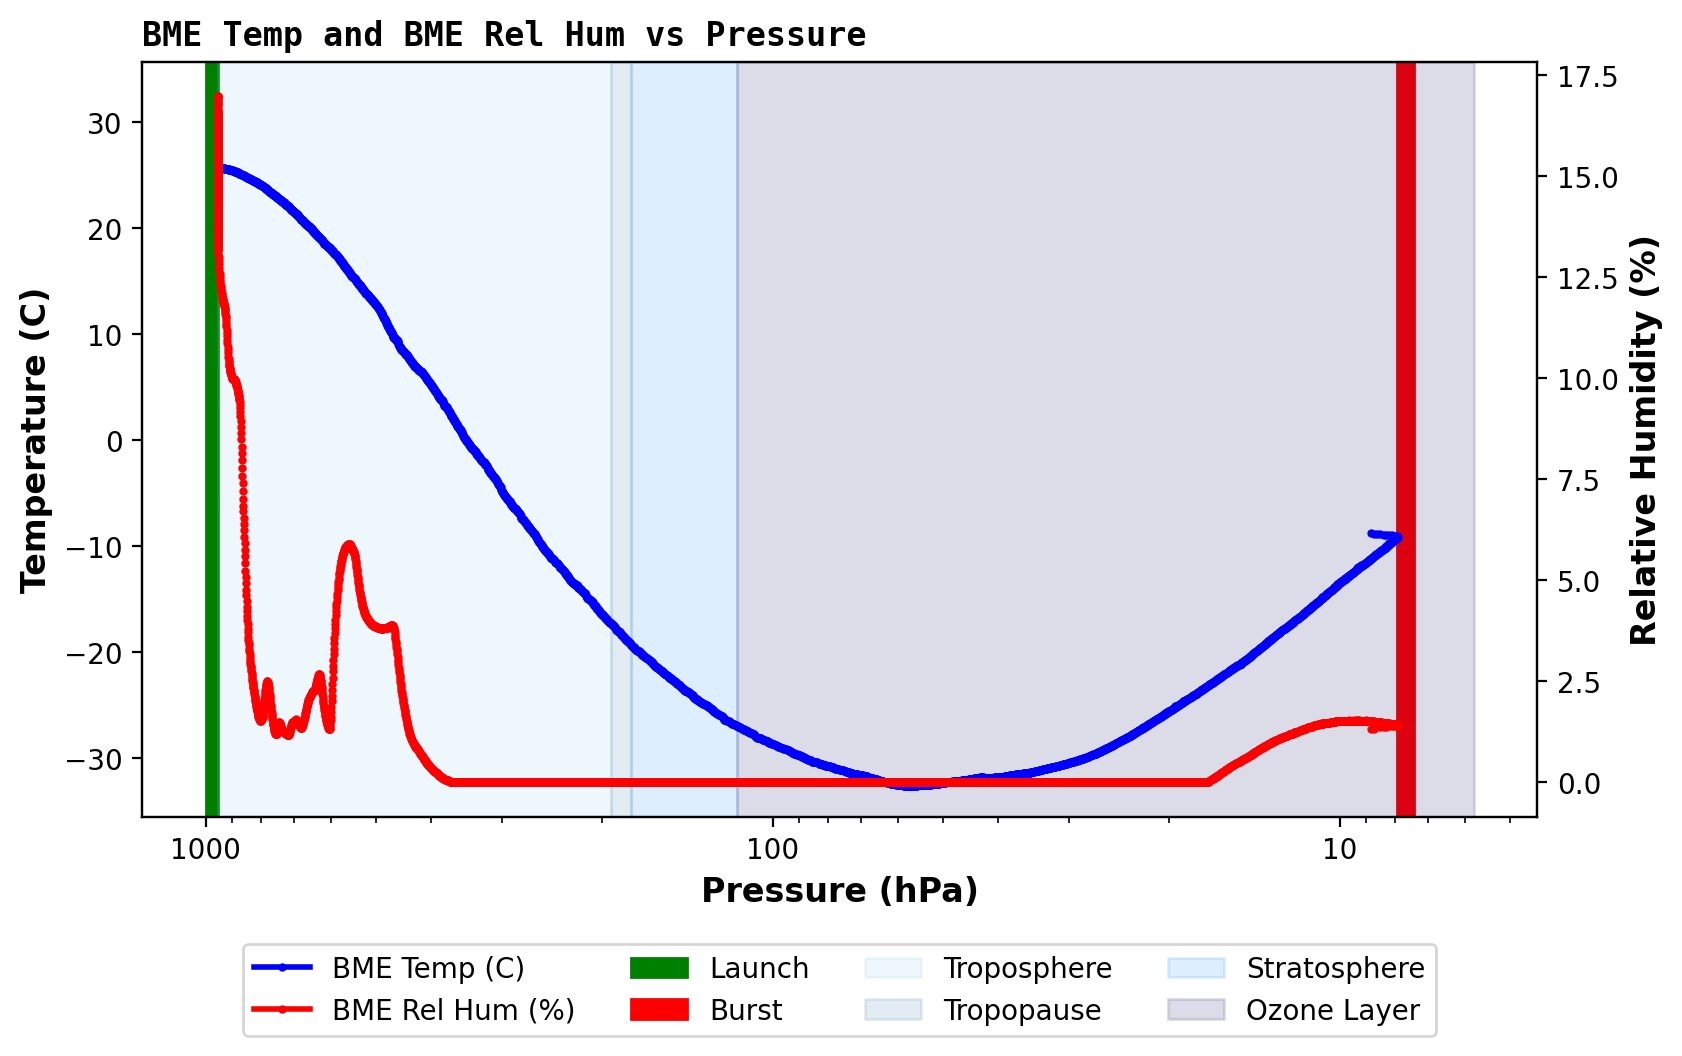 BME Temp and BME Rel Hum vs Pressure
Temperature (C)
30
20
10
0
−10
−20
−30
17.5
15.0
12.5
10.0
7.5
5.0
2.5
0.0
Relative Humidity (%)
1000
100
10
Pressure (hPa)
BME Temp (C)
BME Rel Hum (%)
Launch
Burst
Troposphere
Tropopause
Stratosphere
Ozone Layer